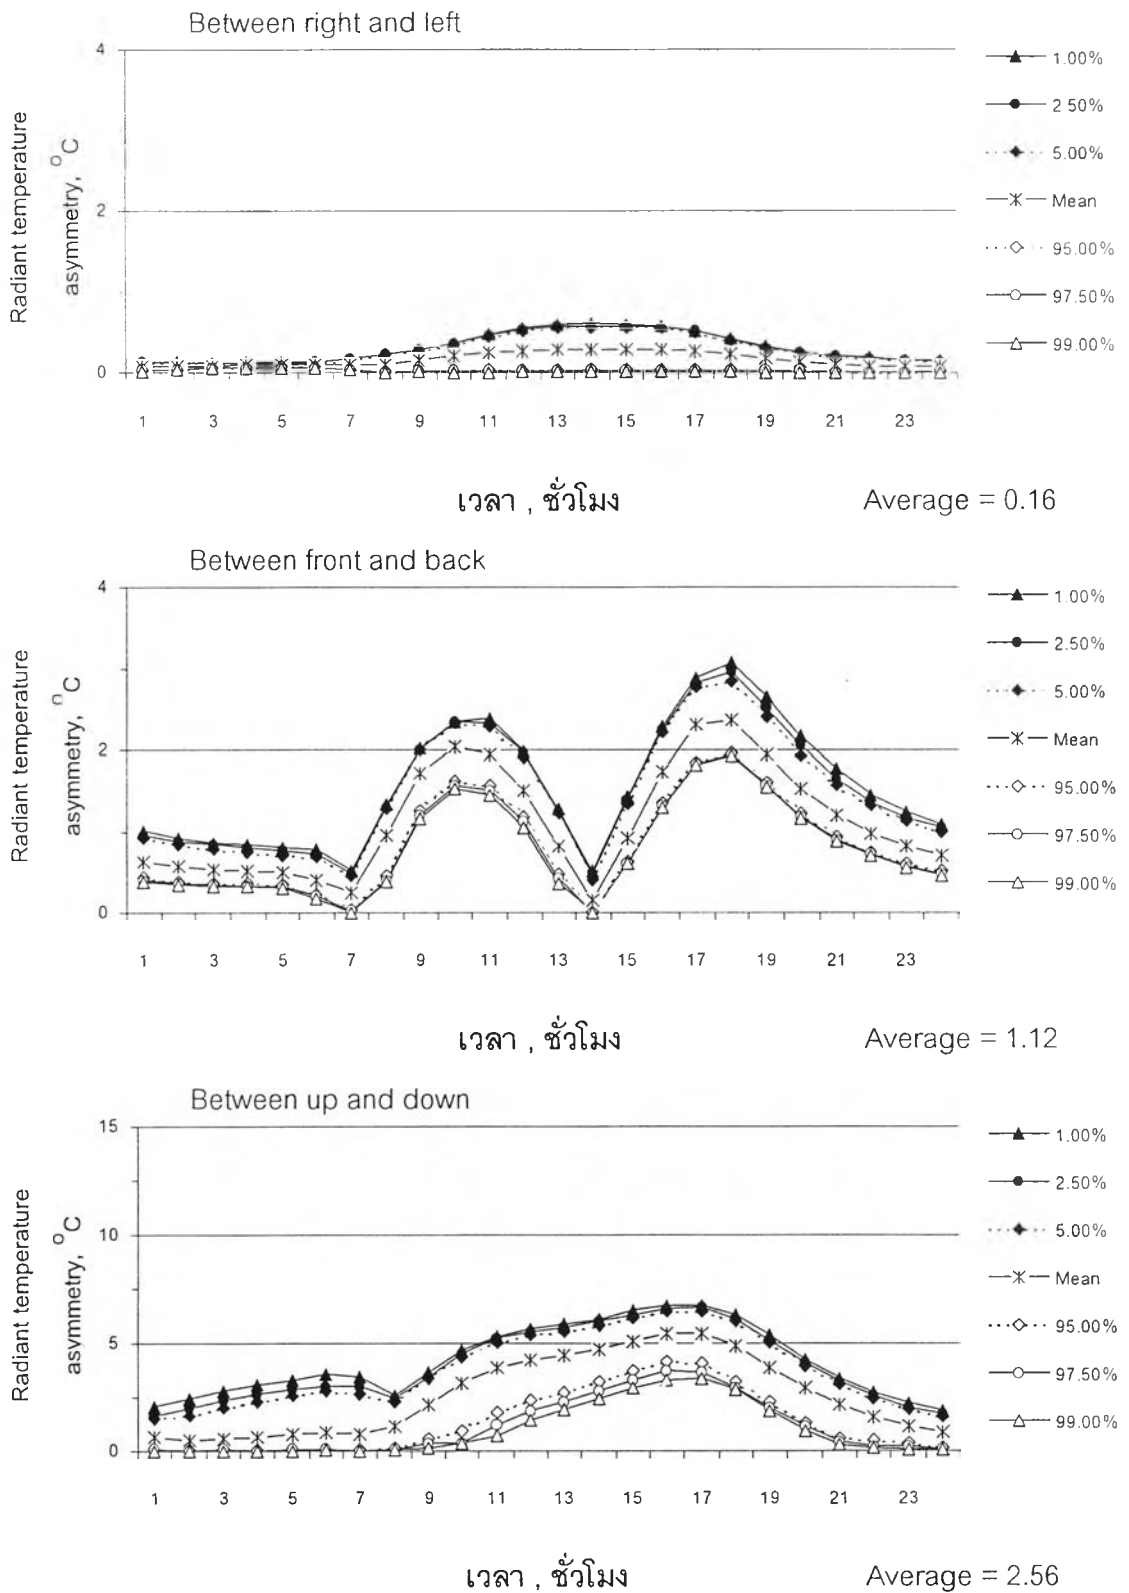 Between right and left
4
2
0
Radiant temperature
asymmetry, °C
1 3 5 7 9 11 13 15 17 19 21 23
1.00%
2.50%
5.00%
Mean
95.00%
97.50%
99.00%
เวลา , ชั่วโมง
Average = 0.16
Between front and back
4
2
0
Radiant temperature
asymmetry, °C
1 3 5 7 9 11 13 15 17 19 21 23
1.00%
2.50%
5.00%
Mean
95.00%
97.50%
99.00%
เวลา , ชั่วโมง
Average = 1.12
Between up and down
15
10
5
0
Radiant temperature
asymmetry, °C
1 3 5 7 9 11 13 15 17 19 21 23
1.00%
2.50%
5.00%
Mean
95.00%
97.50%
99.00%
เวลา , ชั่วโมง
Average = 2.56